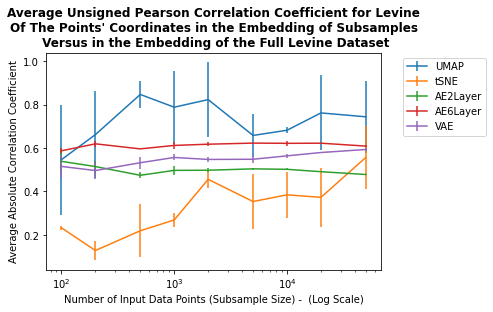 Average Unsigned Pearson Correlation Coefficient for Levine
Of The Points' Coordinates in the Embedding of Subsamples
Versus in the Embedding of the Full Levine Dataset
Average Absolute Correlation Coefficient
1.0
0.8
0.6
0.4
0.2
10²
10³
10⁴
Number of Input Data Points (Subsample Size) - (Log Scale)
UMAP
tSNE
AE2Layer
AE6Layer
VAE